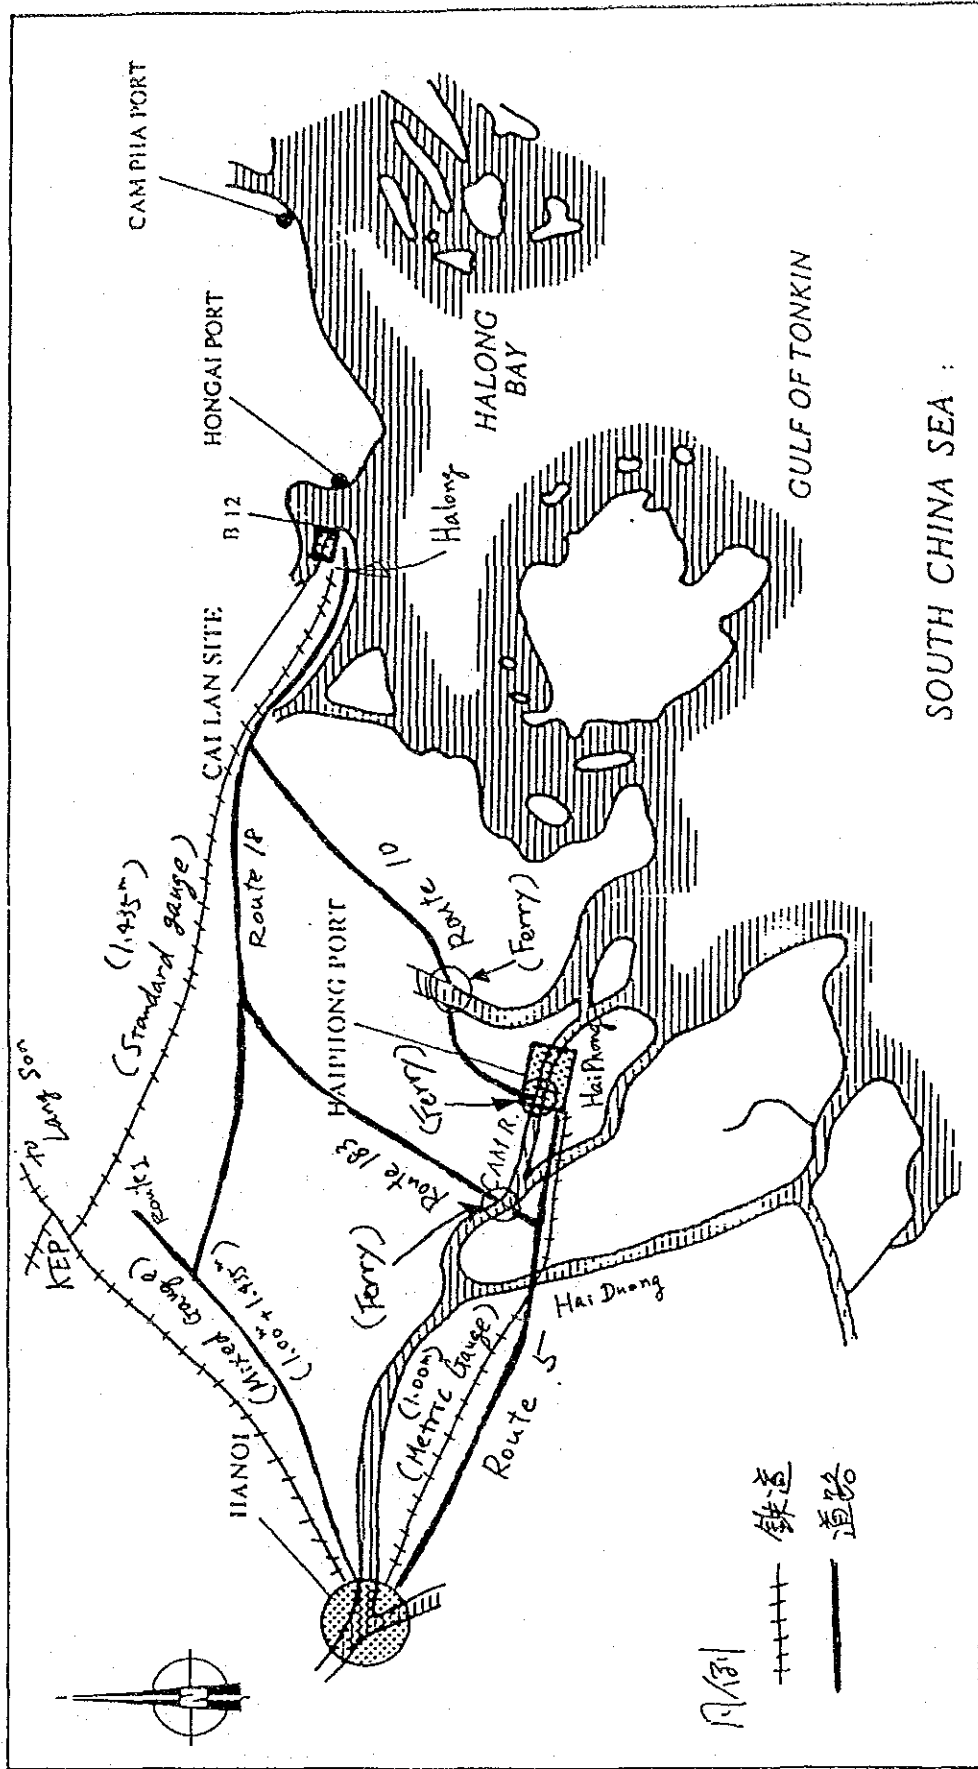 CAM PHA PORT
HONGAI PORT
B 12
CAI LAN SITE
HALONG
BAY
Halong
GULF OF TONKIN
SOUTH CHINA SEA :
(1.435m)
(Standard gauge)
Route 18
Route 10
(Ferry)
HAIPHONG PORT
(Ferry)
HaiPhong
CAM R.
Route 183
(Ferry)
To Lang Son
KEP
Route 1
(Mixed Gauge)
(1.00m + 1.435m)
HANOI
(1.00m)
(Metric Gauge)
Route 5
Hai Duong
凡例
鉄道
道路